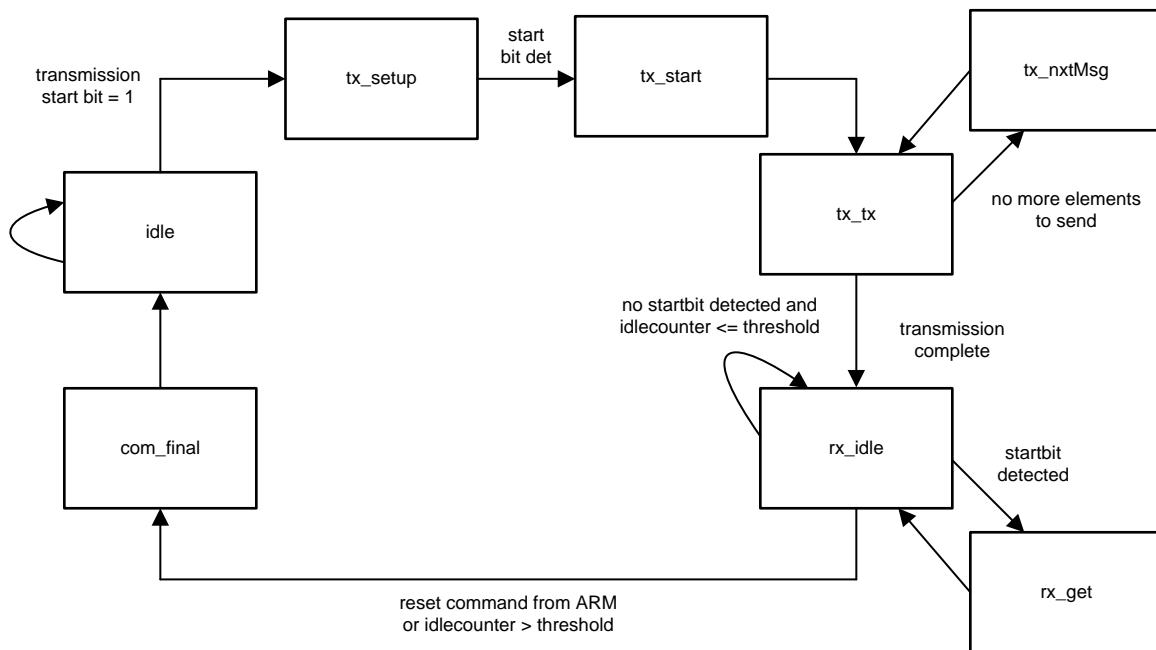 start
bit det
transmission
start bit = 1
tx_setup
tx_start
tx_nxtMsg
idle
tx_tx
no more elements
to send
no startbit detected and
idlecounter <= threshold
transmission
complete
com_final
rx_idle
startbit
detected
rx_get
reset command from ARM
or idlecounter > threshold